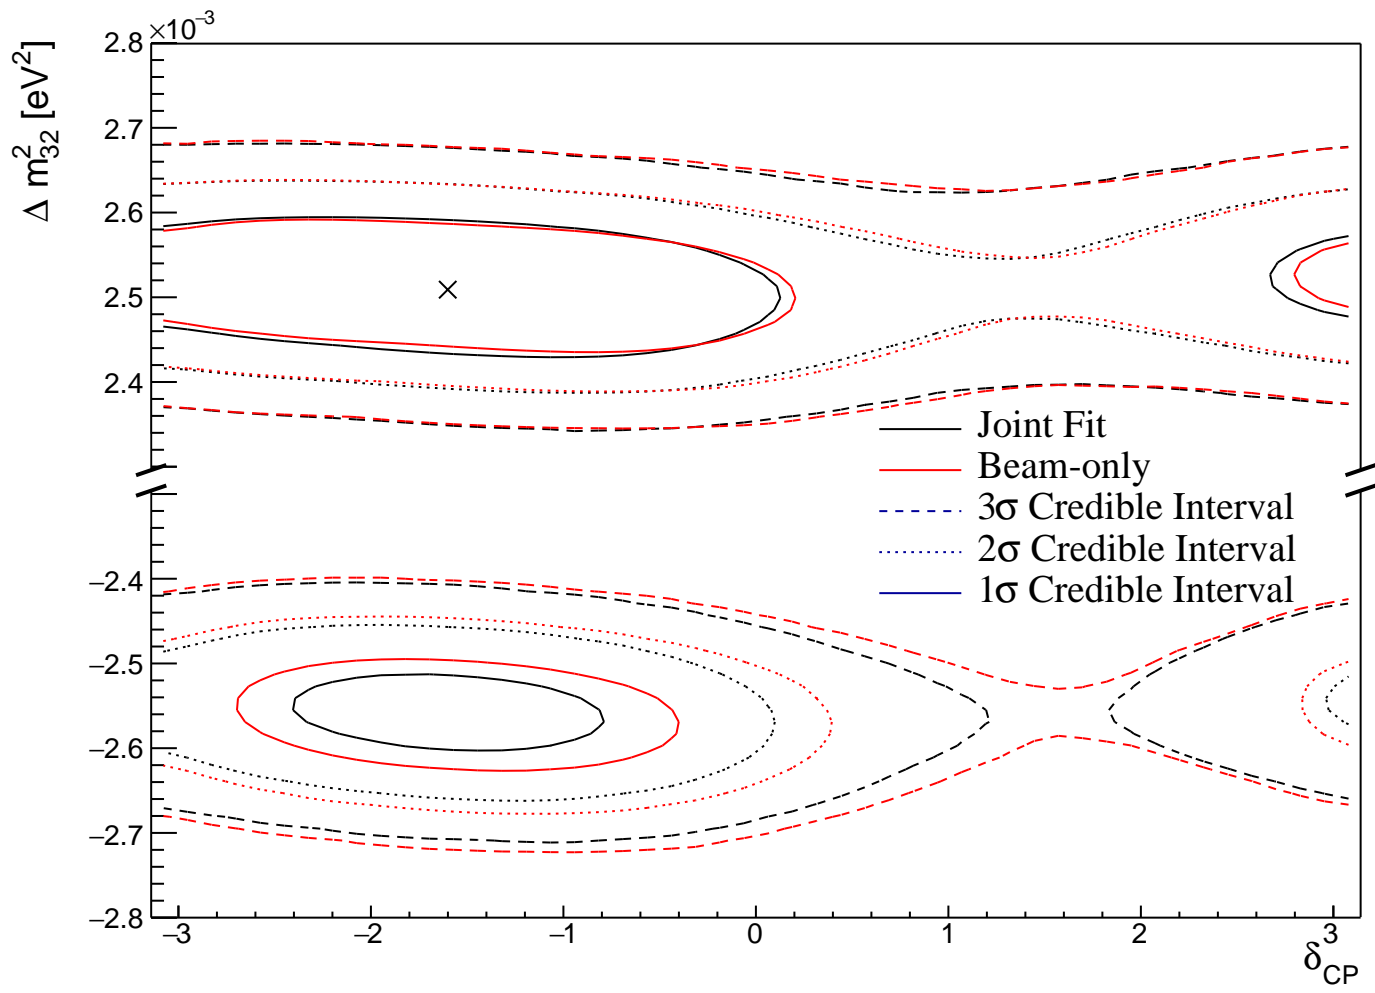 ×10⁻³
Δ m²₃₂ [eV²]
2.8
2.7
2.6
2.5
2.4
Joint Fit
Beam-only
3σ Credible Interval
2σ Credible Interval
1σ Credible Interval
−2.4
−2.5
−2.6
−2.7
−2.8
−3 −2 −1 0 1 2 3
δ_CP